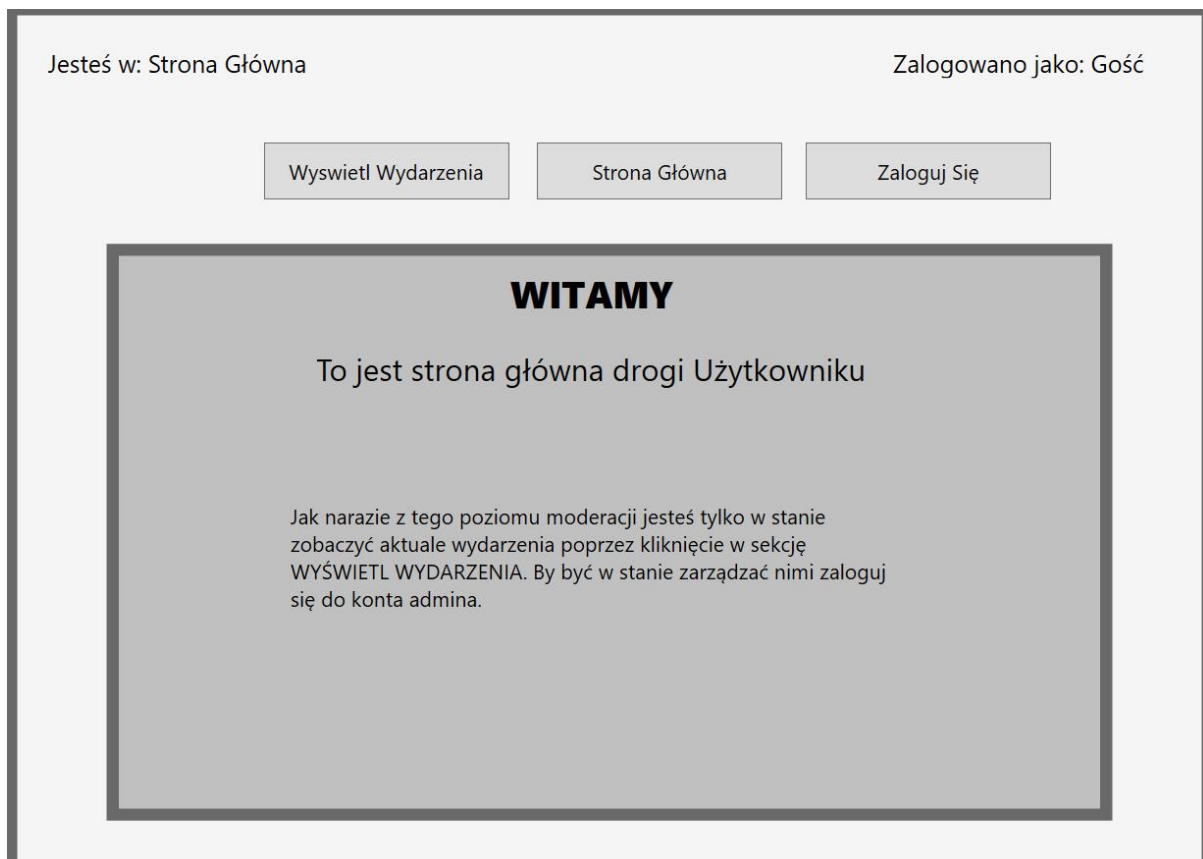 Jesteś w: Strona Główna
Zalogowano jako: Gość
Wyswietl Wydarzenia
Strona Główna
Zaloguj Się
WITAMY
To jest strona główna drogi Użytkowniku
Jak narazie z tego poziomu moderacji jesteś tylko w stanie
zobaczyć aktuale wydarzenia poprzez kliknięcie w sekcję
WYŚWIETL WYDARZENIA. By być w stanie zarządzać nimi zaloguj
się do konta admina.